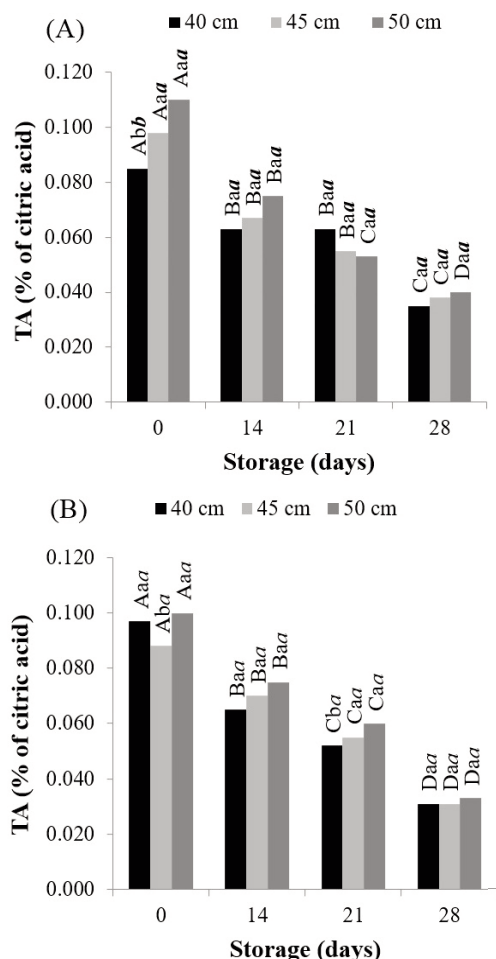 (A)
40 cm 45 cm 50 cm
TA (% of citric acid)
0.120
0.100
0.080
0.060
0.040
0.020
0.000
Abb Aaa Aaa
Baa Baa Baa
Baa Baa Caa
Caa Caa Daa
0 14 21 28
Storage (days)
(B)
40 cm 45 cm 50 cm
TA (% of citric acid)
0.120
0.100
0.080
0.060
0.040
0.020
0.000
Aaa Aba Aaa
Baa Baa Baa
Cba Caa Caa
Daa Daa Daa
0 14 21 28
Storage (days)